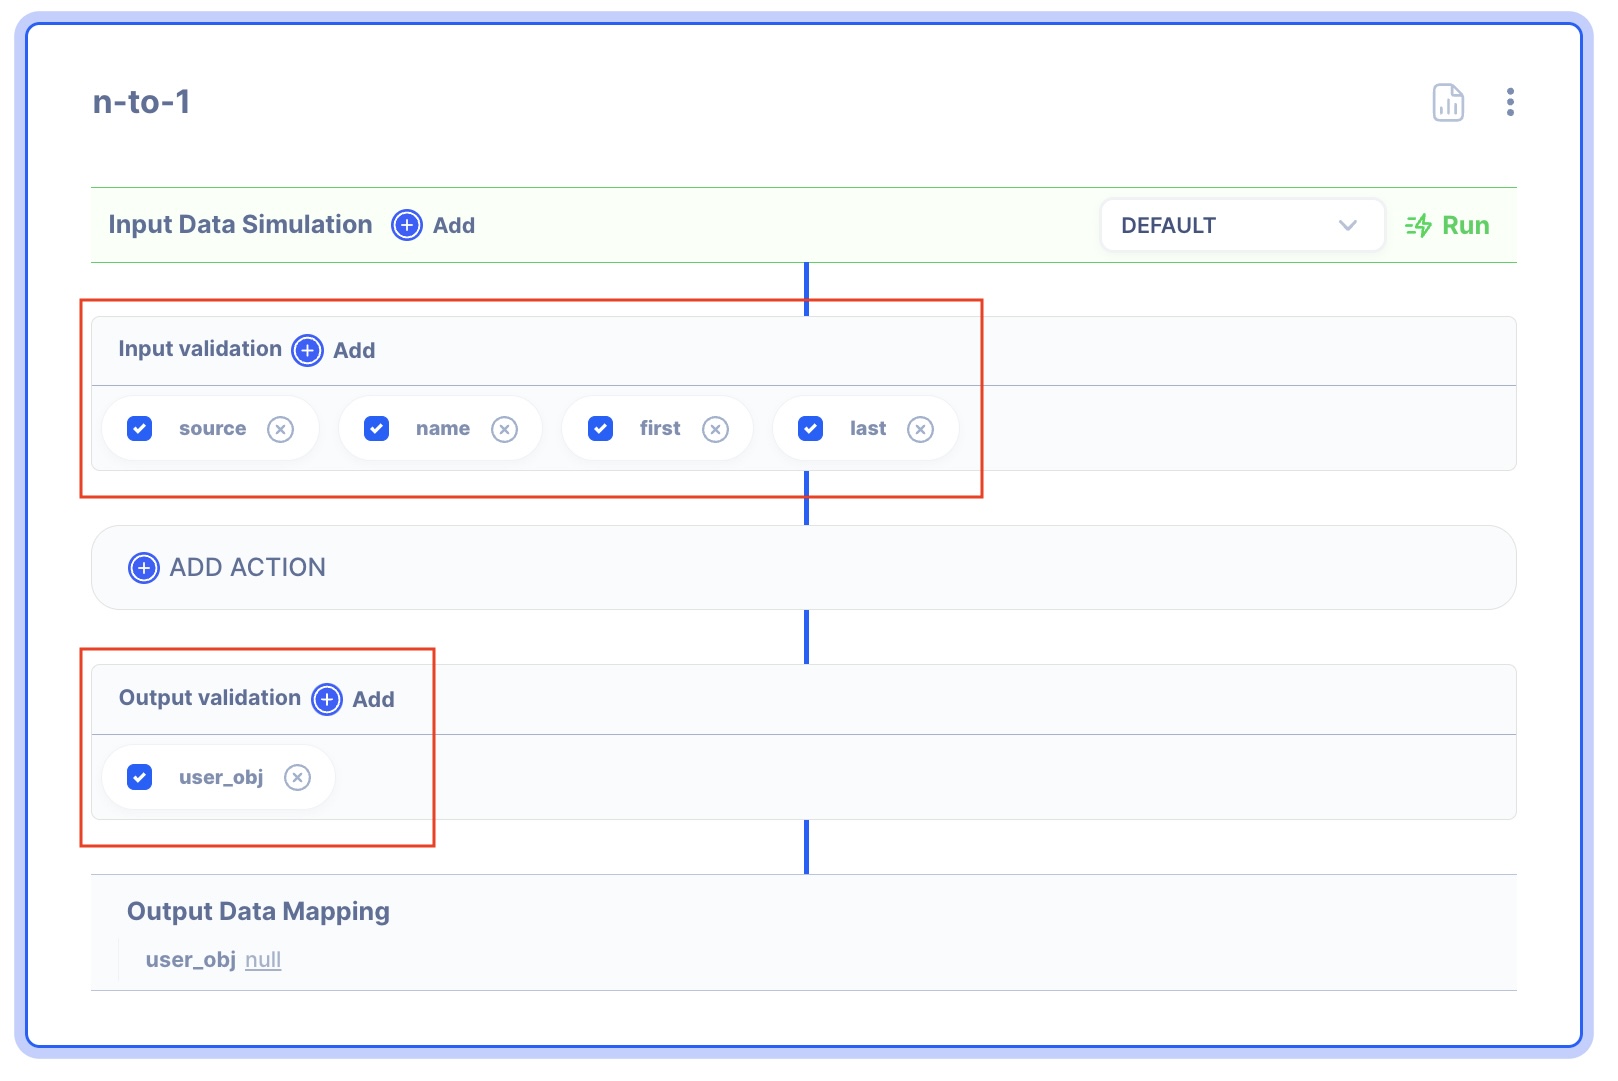 n-to-1
Input Data Simulation Add DEFAULT Run
Input validation Add
source name first last
ADD ACTION
Output validation Add
user_obj
Output Data Mapping
user_obj null